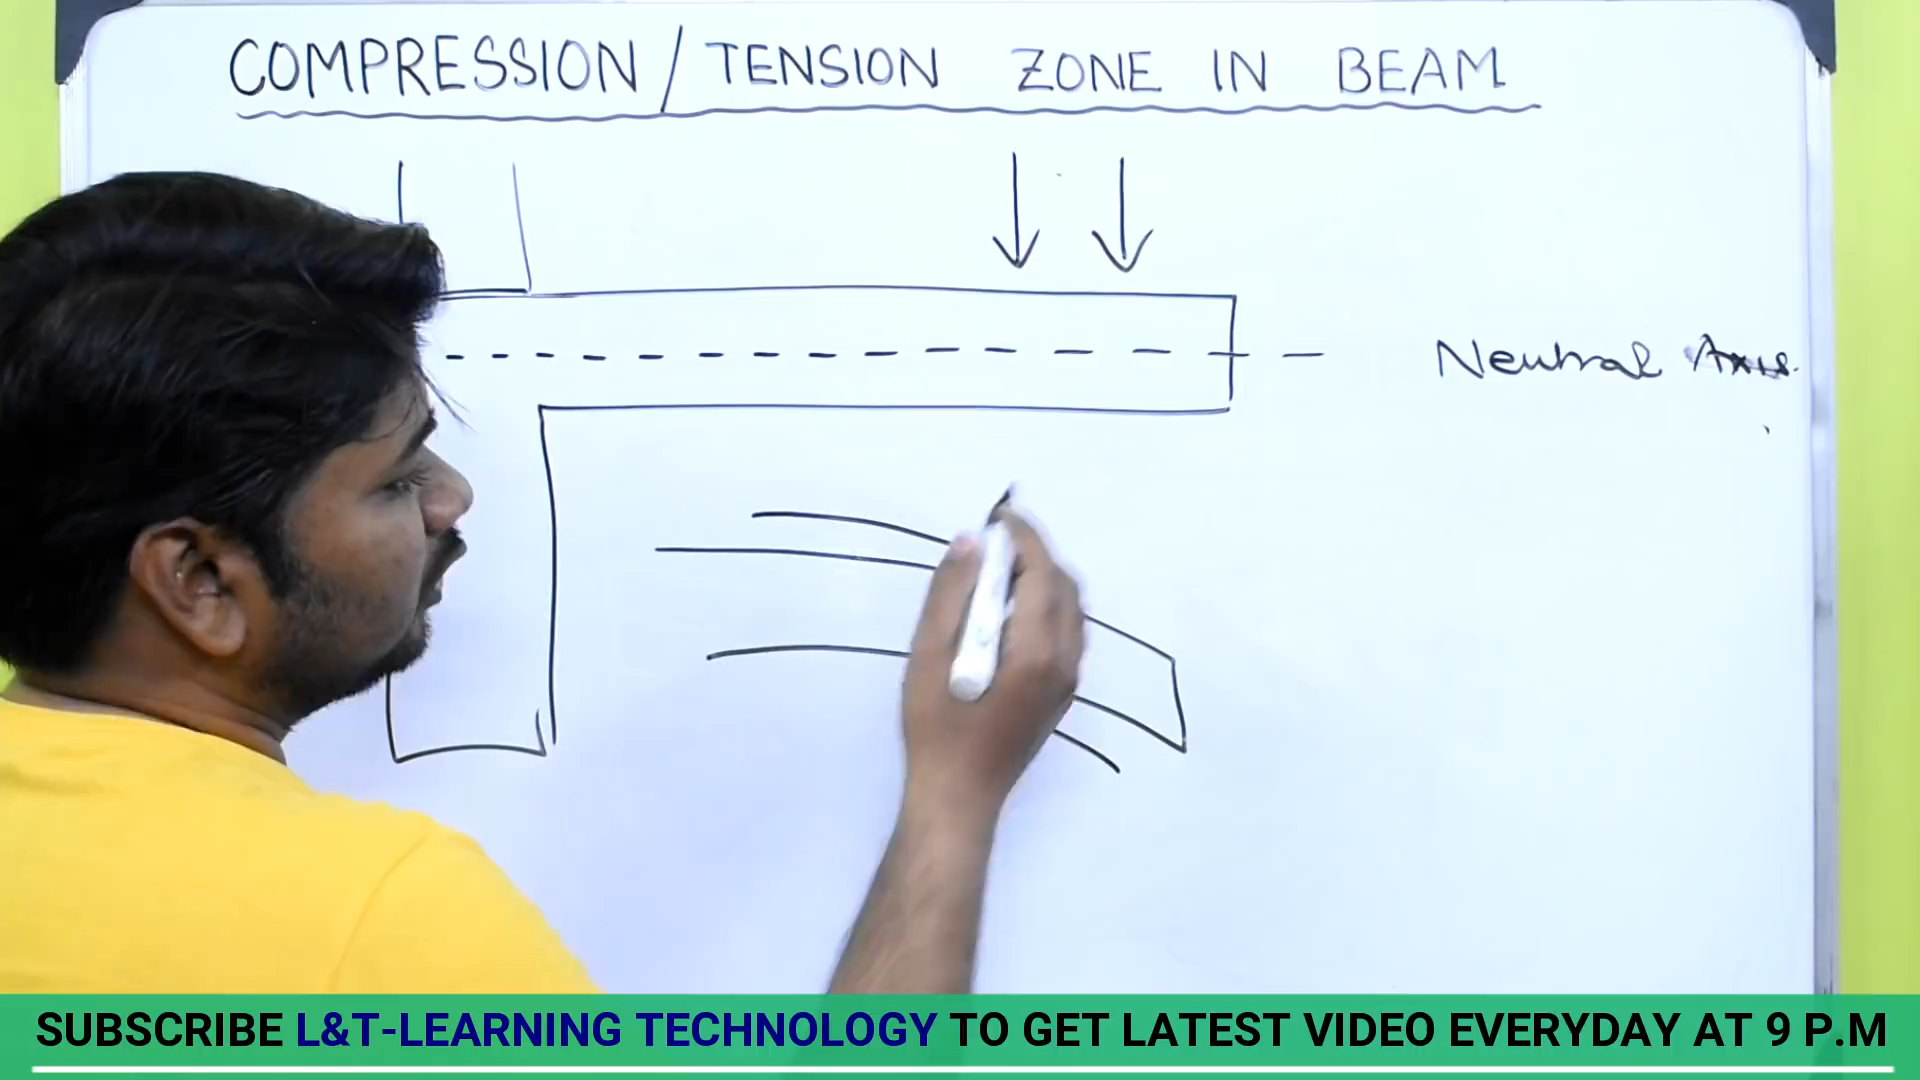 COMPRESSION/TENSION ZONE IN BEAM
Neutral Axis.
SUBSCRIBE L&T-LEARNING TECHNOLOGY TO GET LATEST VIDEO EVERYDAY AT 9 P.M